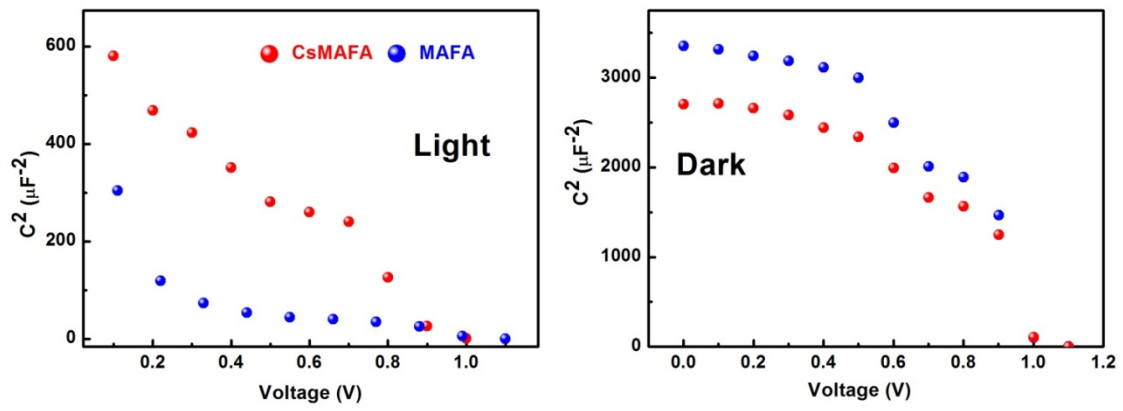 600
400
200
0
C² (μF⁻²)
CsMAFA MAFA
Light
0.2 0.4 0.6 0.8 1.0
Voltage (V)
3000
2000
1000
C² (μF⁻²)
Dark
0.0 0.2 0.4 0.6 0.8 1.0 1.2
Voltage (V)